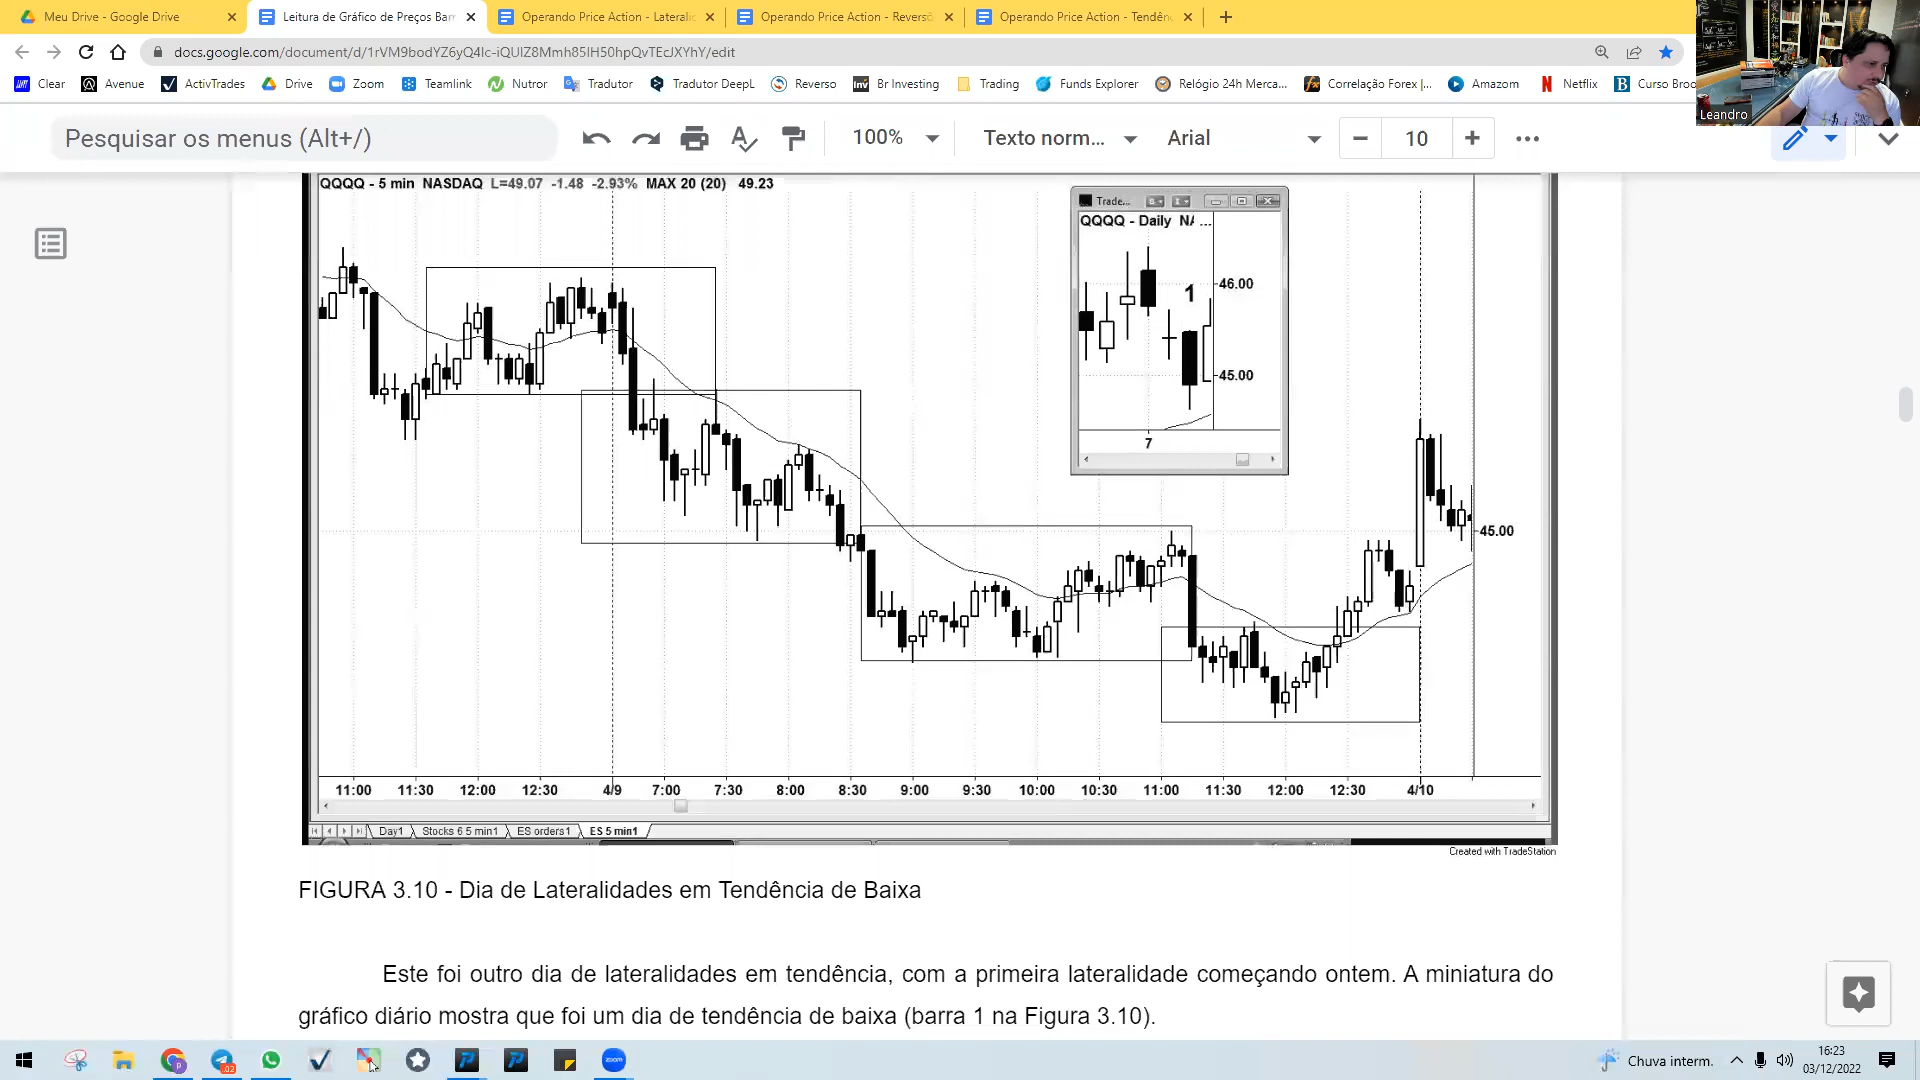 Meu Drive - Google Drive
Leitura de Gráfico de Preços Barr
Operando Price Action - Lateralid
Operando Price Action - Reversõ
Operando Price Action - Tendên
docs.google.com/document/d/1rVM9bodYZ6yQ4lc-iQUlZ8Mmh85lH50hpQvTEcJXYhY/edit
Clear
Avenue
ActivTrades
Drive
Zoom
Teamlink
Nutror
Tradutor
Tradutor DeepL
Reverso
Br Investing
Trading
Funds Explorer
Relógio 24h Merca...
Correlação Forex |...
Amazom
Netflix
Curso Broo
Leandro
Pesquisar os menus (Alt+/)
100%
Texto norm...
Arial
10
QQQQ - 5 min NASDAQ L=49.07 -1.48 -2.93% MAX 20 (20) 49.23
Trade...
QQQQ - Daily NA ...
46.00
1
45.00
7
45.00
11:00 11:30 12:00 12:30 4/9 7:00 7:30 8:00 8:30 9:00 9:30 10:00 10:30 11:00 11:30 12:00 12:30 4/10
Day1 Stocks 6 5 min1 ES orders1 ES 5 min1
Created with TradeStation
FIGURA 3.10 - Dia de Lateralidades em Tendência de Baixa
Este foi outro dia de lateralidades em tendência, com a primeira lateralidade começando ontem. A miniatura do
gráfico diário mostra que foi um dia de tendência de baixa (barra 1 na Figura 3.10).
zoom
Chuva interm.
16:23
03/12/2022